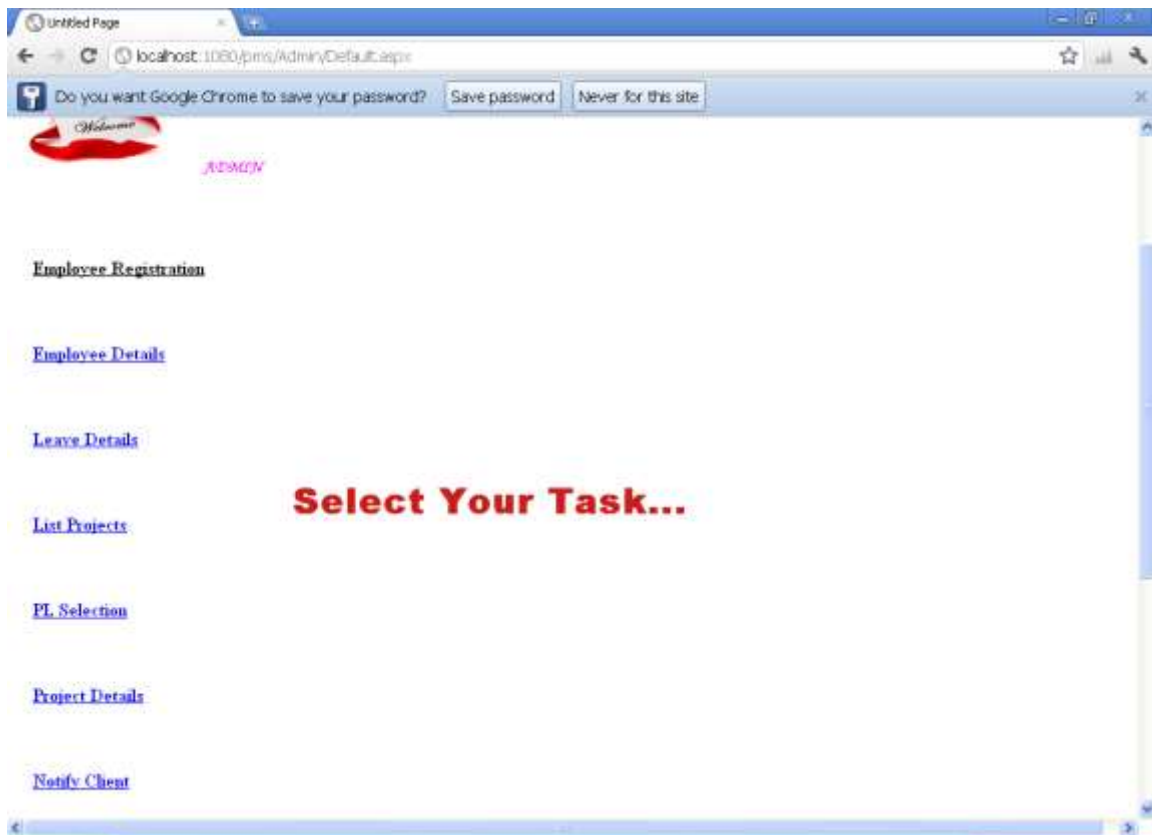 Untitled Page
localhost:1080/pms/Admin/Default.aspx
Do you want Google Chrome to save your password? Save password Never for this site
Welcome
ADMIN
Employee Registration
Employee Details
Leave Details
Select Your Task...
List Projects
PL Selection
Project Details
Notify Client